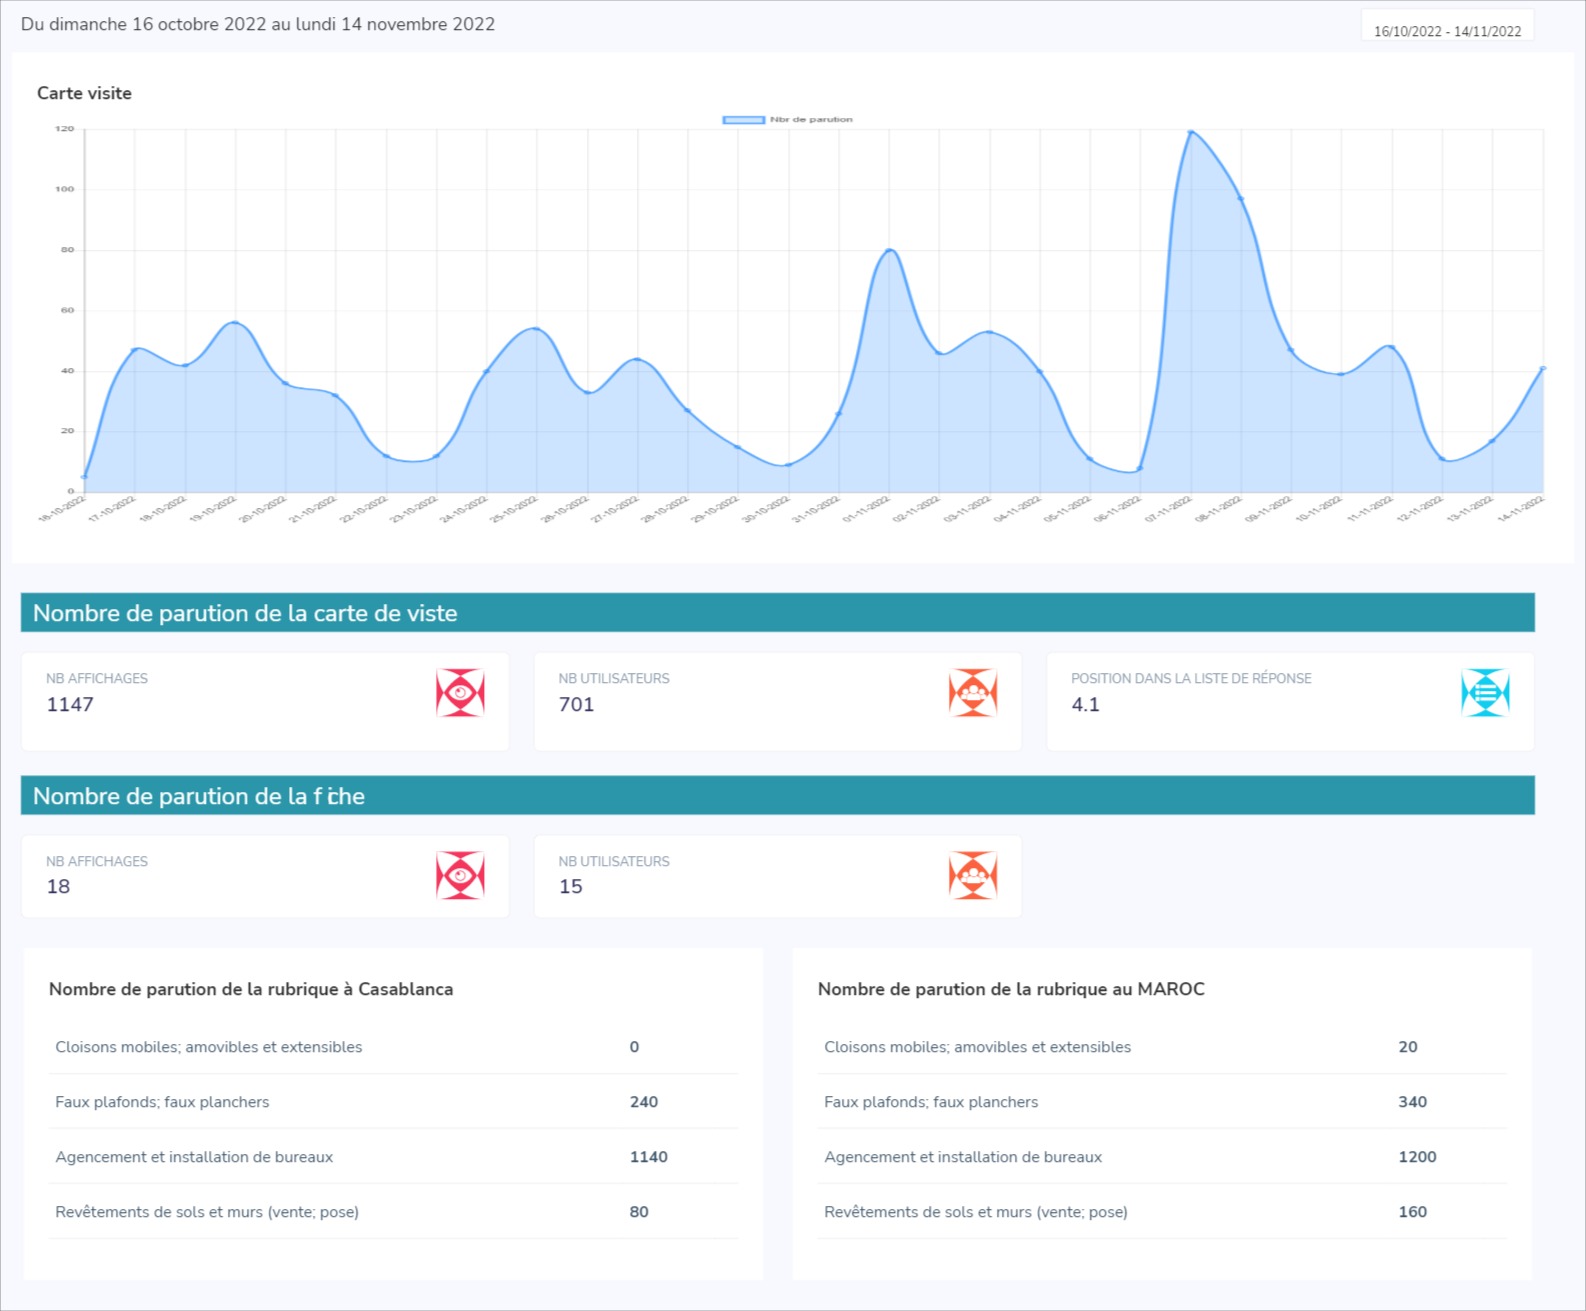 Du dimanche 16 octobre 2022 au lundi 14 novembre 2022
16/10/2022 - 14/11/2022
Carte visite
Nbr de parution
120
100
80
60
40
20
0
16-10-2022 17-10-2022 18-10-2022 19-10-2022 20-10-2022 21-10-2022 22-10-2022 23-10-2022 24-10-2022 25-10-2022 26-10-2022 27-10-2022 28-10-2022 29-10-2022 30-10-2022 31-10-2022 01-11-2022 02-11-2022 03-11-2022 04-11-2022 05-11-2022 06-11-2022 07-11-2022 08-11-2022 09-11-2022 10-11-2022 11-11-2022 12-11-2022 13-11-2022 14-11-2022
Nombre de parution de la carte de viste
NB AFFICHAGES
1147
NB UTILISATEURS
701
POSITION DANS LA LISTE DE RÉPONSE
4.1
Nombre de parution de la fiche
NB AFFICHAGES
18
NB UTILISATEURS
15
Nombre de parution de la rubrique à Casablanca
Cloisons mobiles; amovibles et extensibles 0
Faux plafonds; faux planchers 240
Agencement et installation de bureaux 1140
Revêtements de sols et murs (vente; pose) 80
Nombre de parution de la rubrique au MAROC
Cloisons mobiles; amovibles et extensibles 20
Faux plafonds; faux planchers 340
Agencement et installation de bureaux 1200
Revêtements de sols et murs (vente; pose) 160